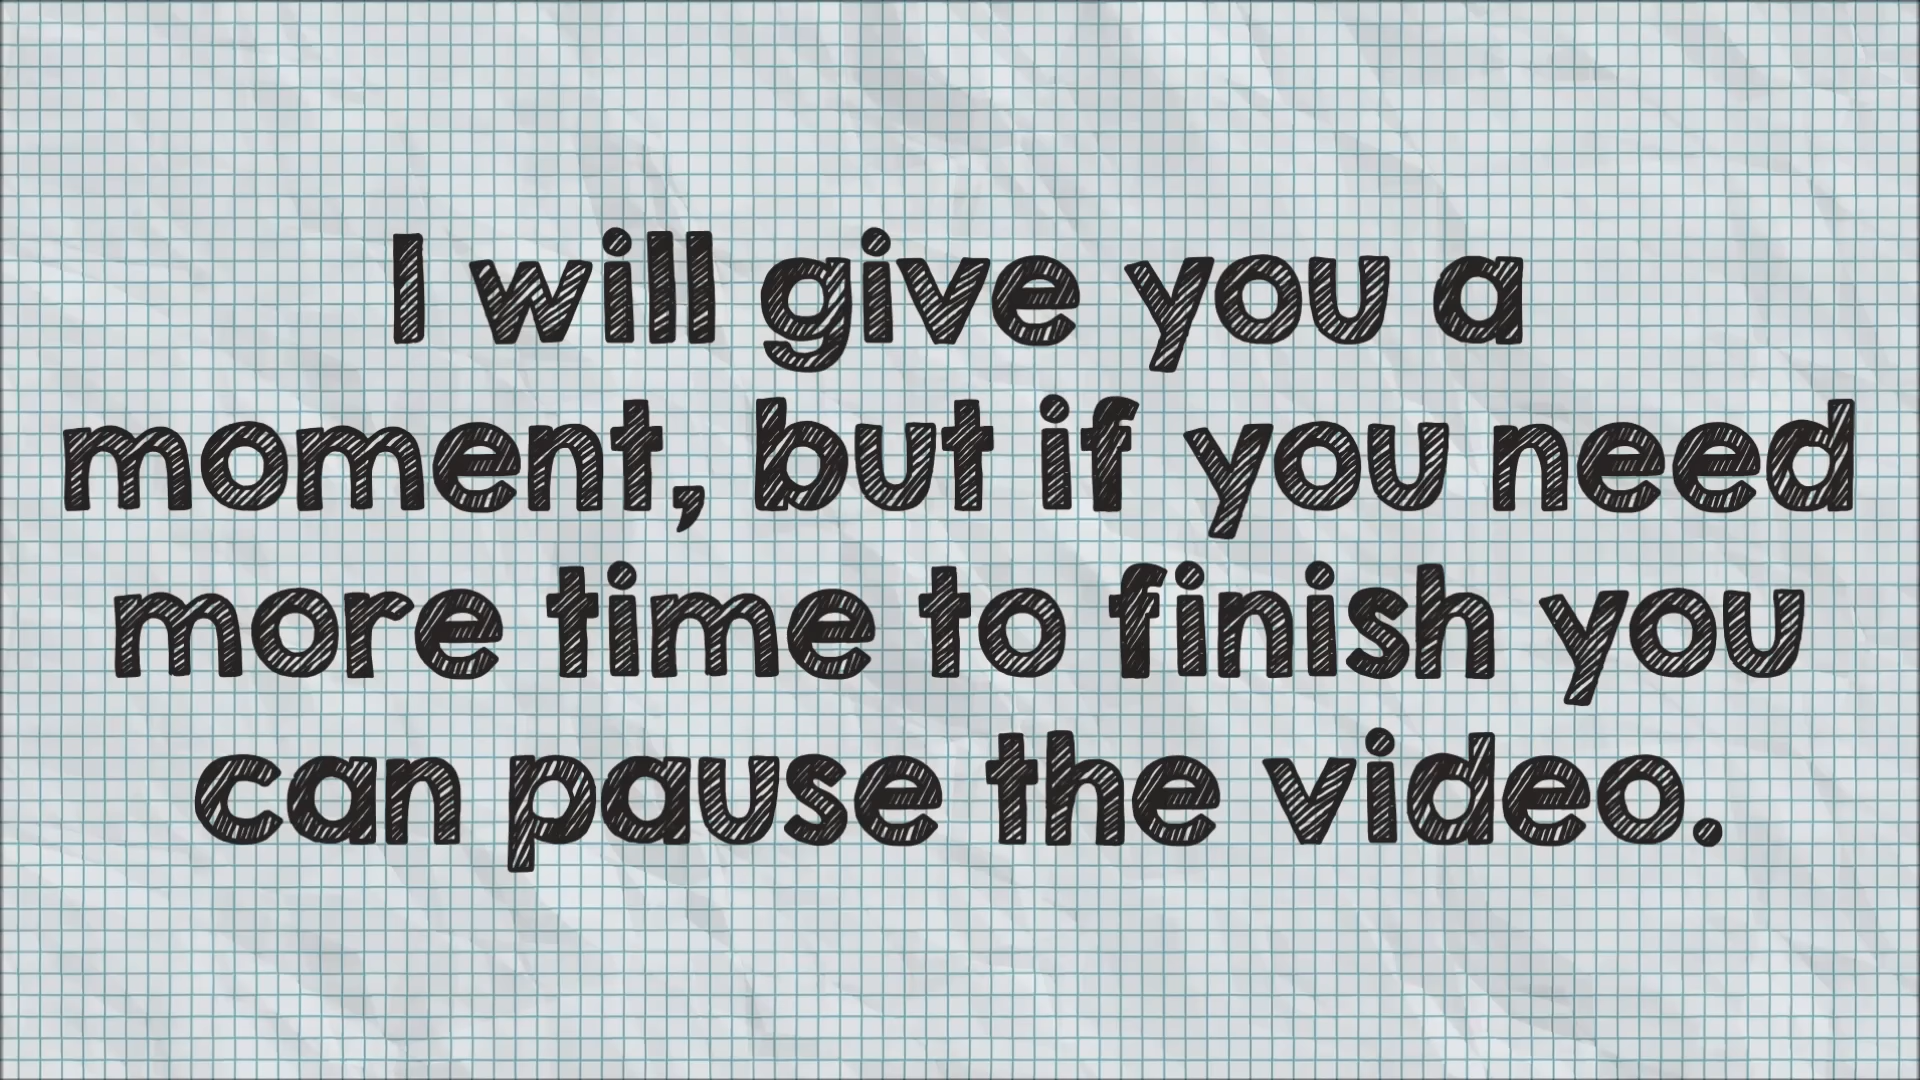 I will give you a
moment, but if you need
more time to finish you
can pause the video.